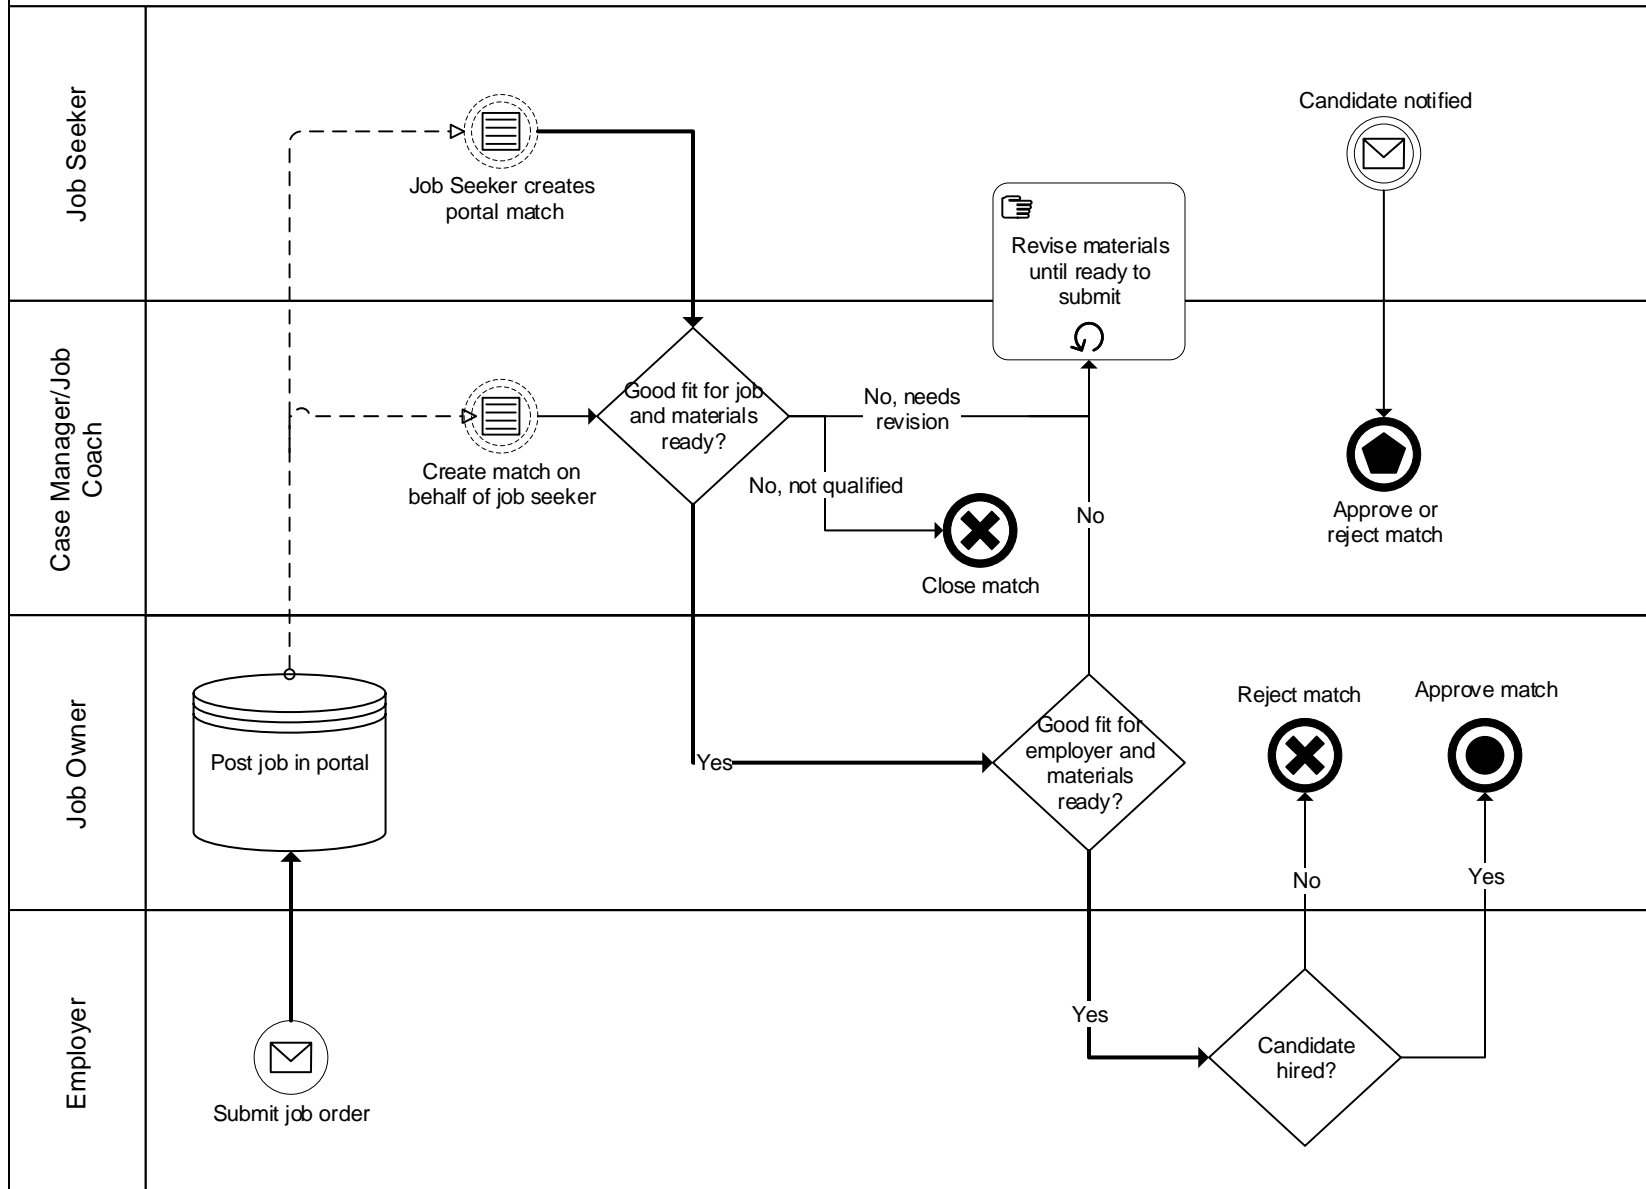 Job Seeker
Job Seeker creates
portal match
Candidate notified
Revise materials
until ready to
submit
Case Manager/Job
Coach
Create match on
behalf of job seeker
Good fit for job
and materials
ready?
No, needs
revision
No, not qualified
Close match
No
Approve or
reject match
Job Owner
Post job in portal
Yes
Good fit for
employer and
materials
ready?
Reject match
Approve match
No
Yes
Employer
Submit job order
Yes
Candidate
hired?